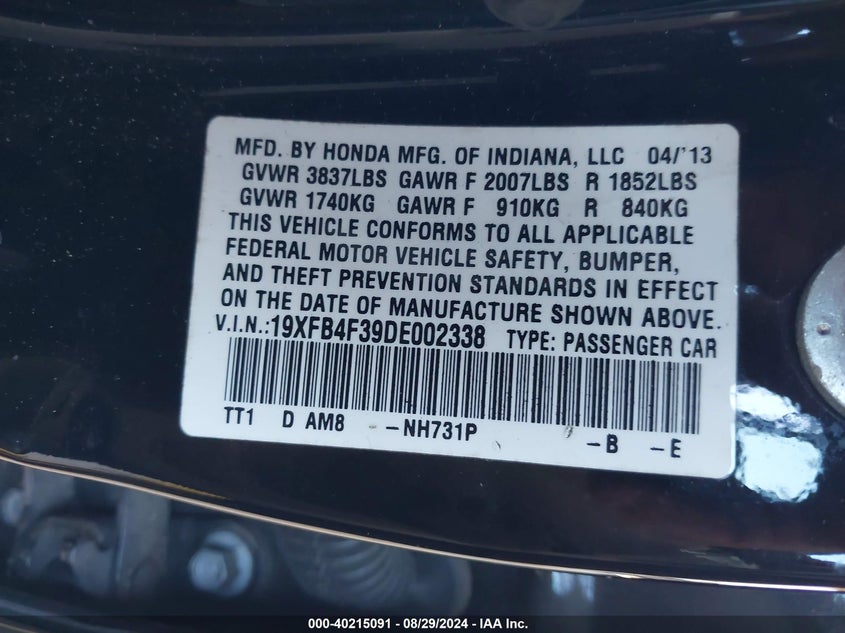 MFD. BY HONDA MFG. OF INDIANA, LLC 04/'13
GVWR 3837LBS GAWR F 2007LBS R 1852LBS
GVWR 1740KG GAWR F 910KG R 840KG
THIS VEHICLE CONFORMS TO ALL APPLICABLE
FEDERAL MOTOR VEHICLE SAFETY, BUMPER,
AND THEFT PREVENTION STANDARDS IN EFFECT
ON THE DATE OF MANUFACTURE SHOWN ABOVE.
V.I.N.:19XFB4F39DE002338 TYPE: PASSENGER CAR
TT1 D AM8 -NH731P -B -E
000-40215091 - 08/29/2024 - IAA Inc.